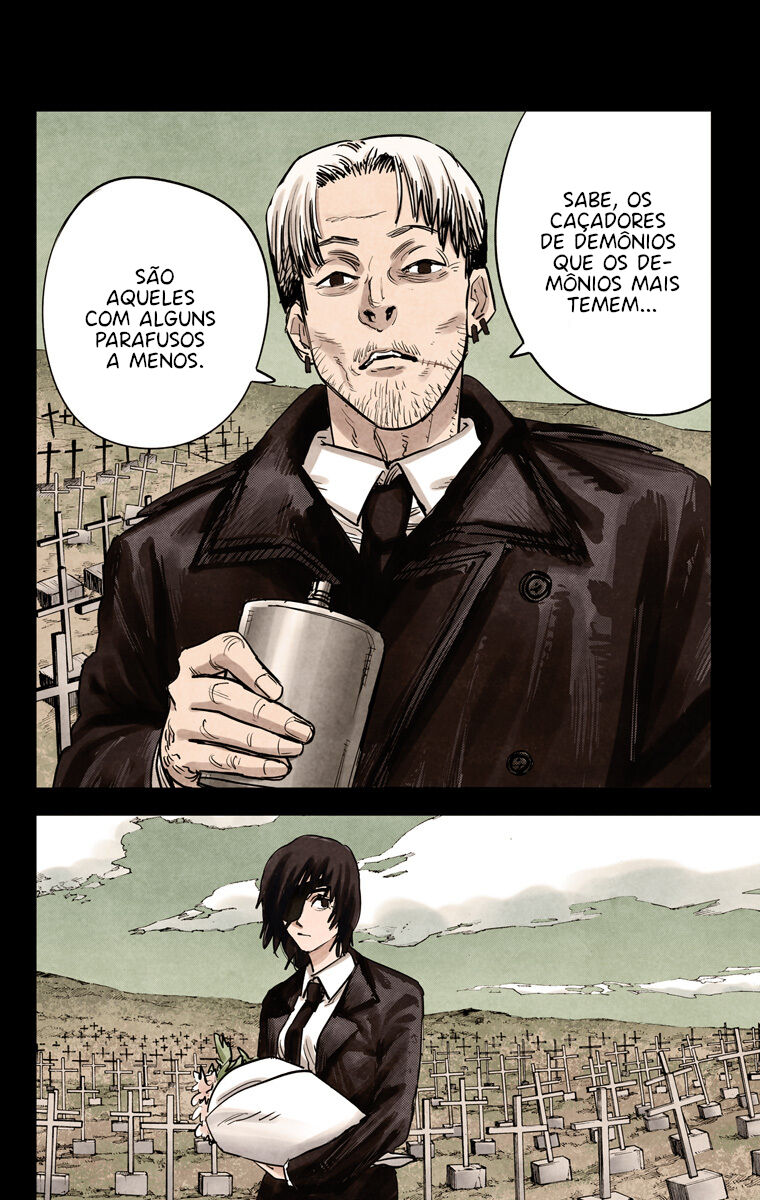 SABE, OS
CAÇADORES
DE DEMÔNIOS
QUE OS DE-
MÔNIOS MAIS
TEMEM...
SÃO
AQUELES
COM ALGUNS
PARAFUSOS
A MENOS.